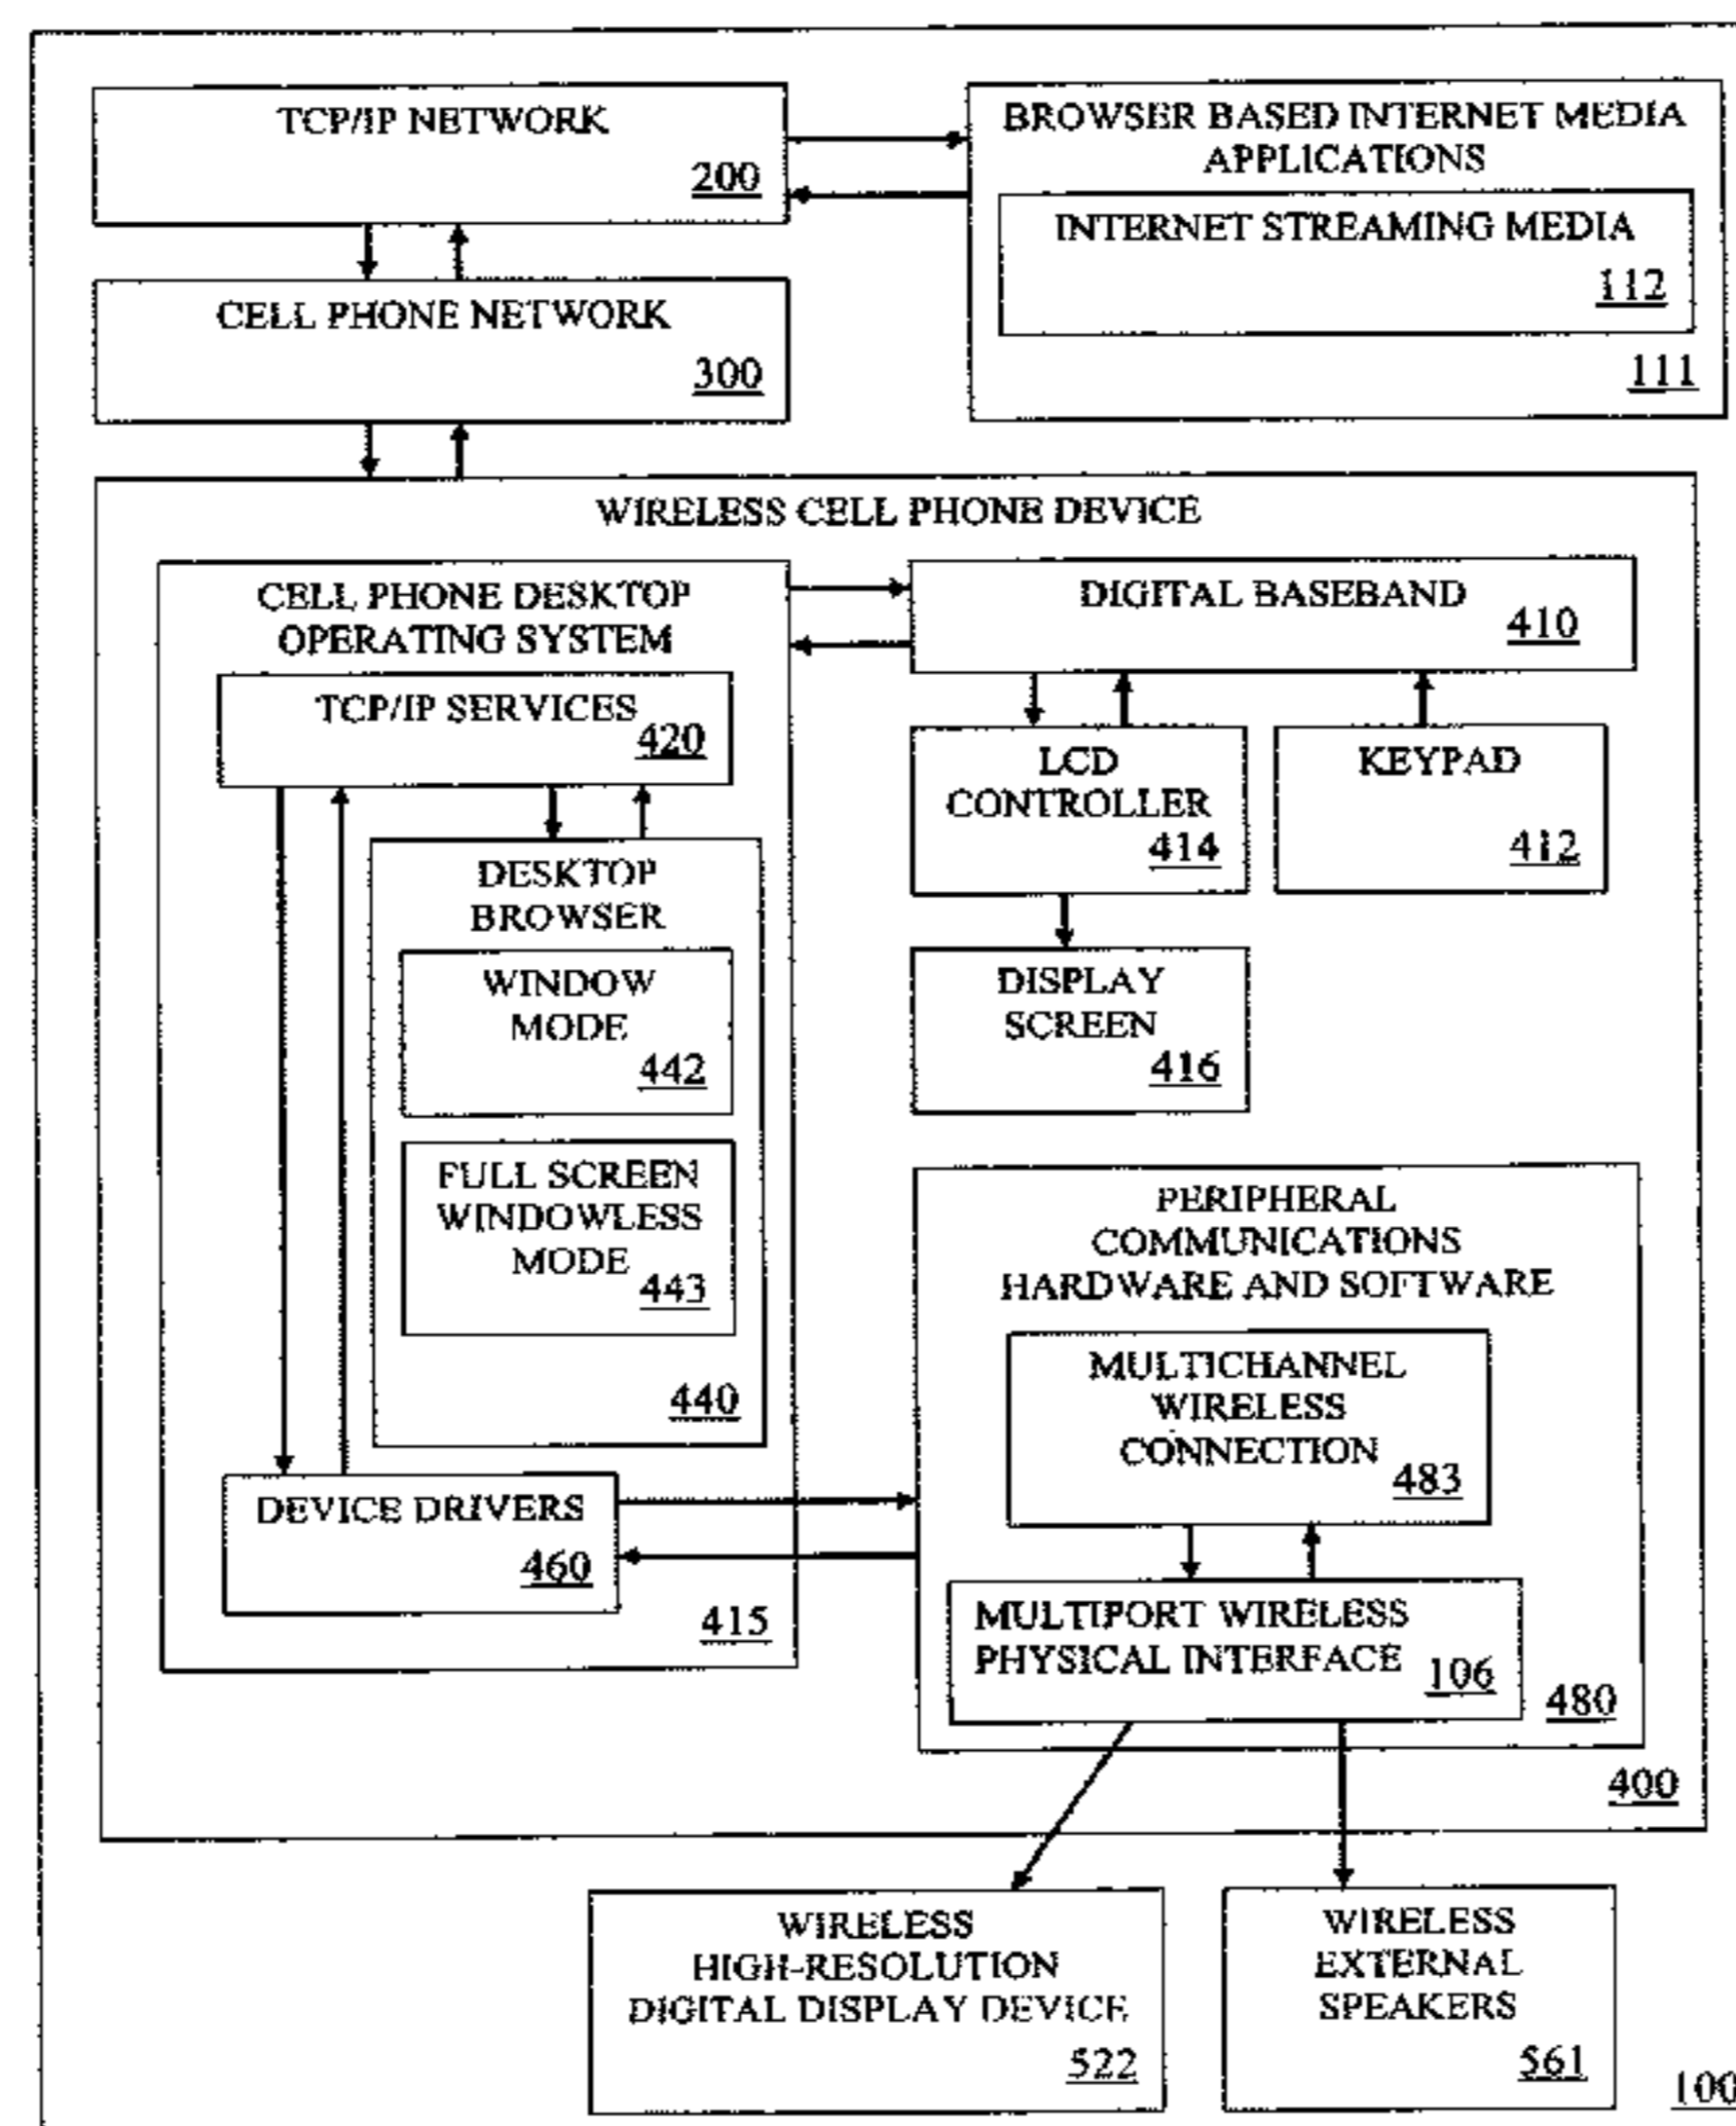 TCP/IP NETWORK
200
BROWSER BASED INTERNET MEDIA
APPLICATIONS
INTERNET STREAMING MEDIA
112
111
CELL PHONE NETWORK
300
WIRELESS CELL PHONE DEVICE
CELL PHONE DESKTOP
OPERATING SYSTEM
TCP/IP SERVICES
420
DESKTOP
BROWSER
WINDOW
MODE
442
FULL SCREEN
WINDOWLESS
MODE
443
440
DEVICE DRIVERS
460
415
DIGITAL BASEBAND
410
LCD
CONTROLLER
414
KEYPAD
412
DISPLAY
SCREEN
416
PERIPHERAL
COMMUNICATIONS
HARDWARE AND SOFTWARE
MULTICHANNEL
WIRELESS
CONNECTION
483
MULTIPORT WIRELESS
PHYSICAL INTERFACE
106
480
400
WIRELESS
HIGH-RESOLUTION
DIGITAL DISPLAY DEVICE
522
WIRELESS
EXTERNAL
SPEAKERS
561
100